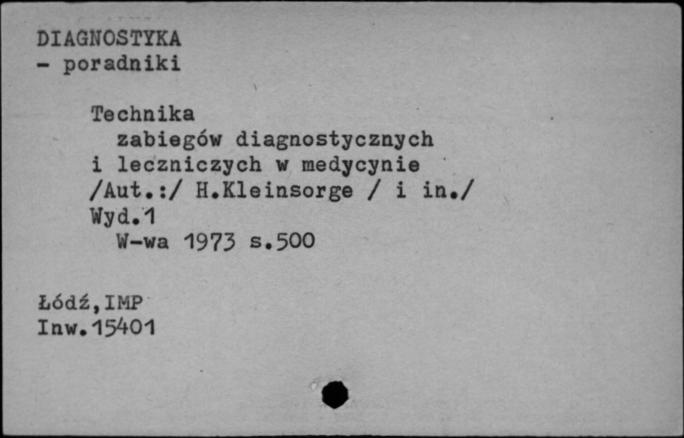 DIAGNOSTYKA
- poradniki
Technika
zabiegów diagnostycznych
i leczniczych w medycynie
/Aut.:/ H.Kleinsorge / i in./
Wyd.1
W-wa 1973 s.500
Łódź,IMP
Inw.15401